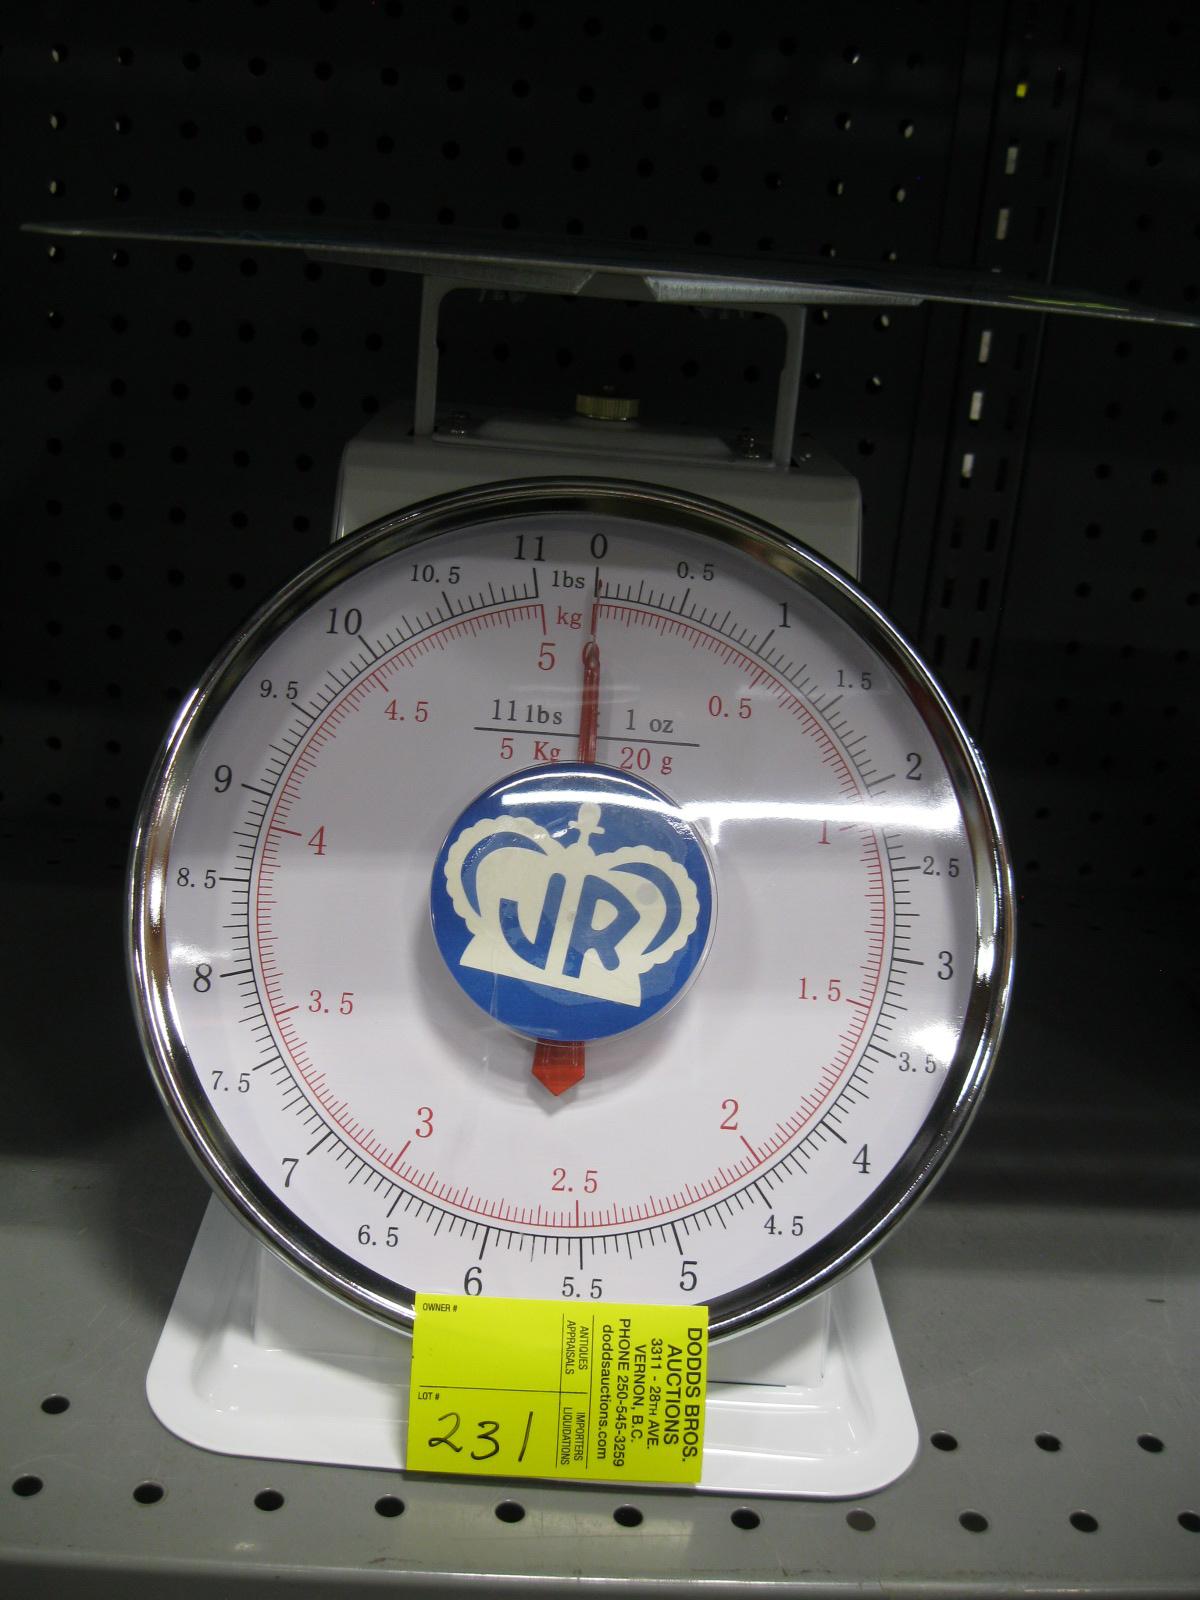 11 0
lbs
0.5
1
1.5
2
2.5
3
3.5
4
4.5
5
5.5
6
6.5
7
7.5
8
8.5
9
9.5
10
10.5
kg
5 0
0.5
1
1.5
2
2.5
3
3.5
4
4.5
11 lbs 1 oz
5 Kg 20 g
JR
OWNER #
LOT #
231
DODDS BROS.
AUCTIONS
3311 - 28TH AVE.
VERNON, B.C.
PHONE 250-545-3259
doddsauctions.com
ANTIQUES IMPORTERS
APPRAISALS LIQUIDATIONS